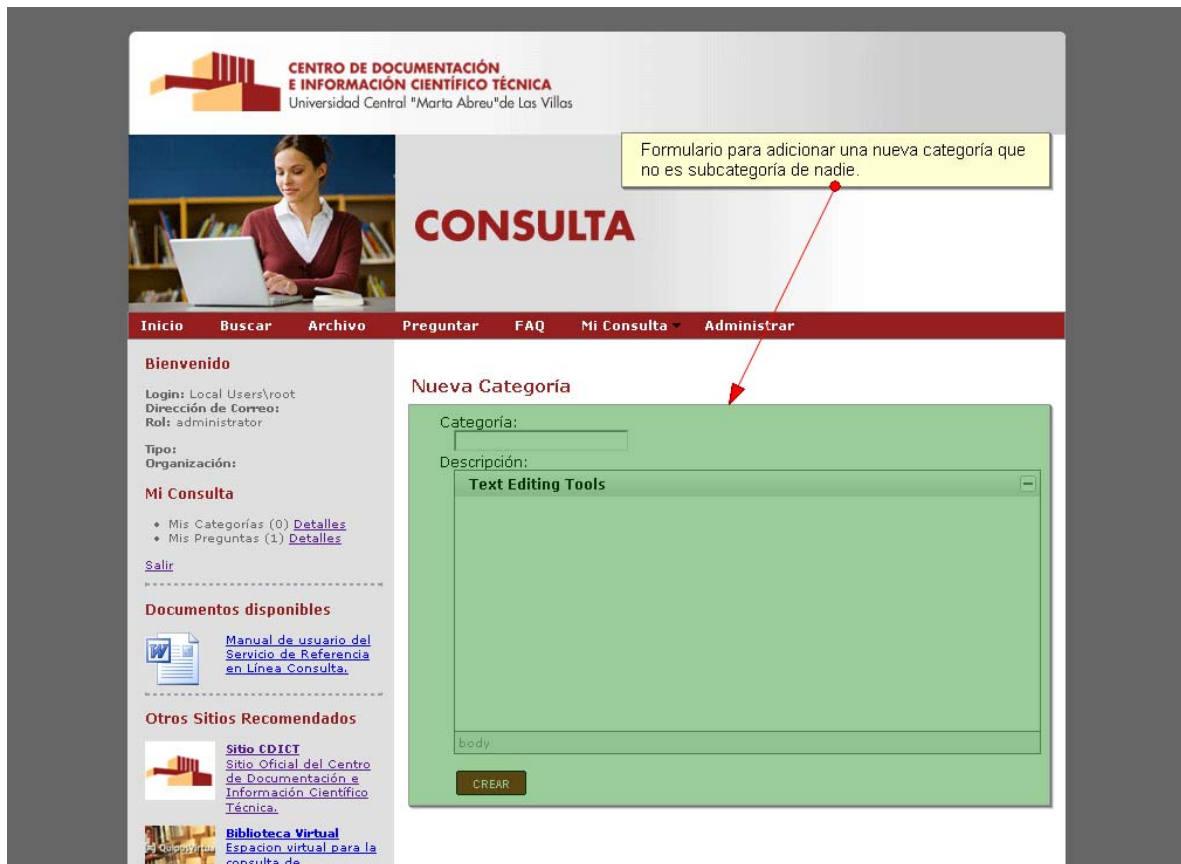 CENTRO DE DOCUMENTACIÓN
E INFORMACIÓN CIENTÍFICO TÉCNICA
Universidad Central "Marta Abreu"de Las Villas
Formulario para adicionar una nueva categoría que
no es subcategoría de nadie.
CONSULTA
Inicio Buscar Archivo Preguntar FAQ Mi Consulta Administrar
Bienvenido
Login: Local Users\root
Dirección de Correo:
Rol: administrator
Tipo:
Organización:
Mi Consulta
Mis Categorías (0) Detalles
Mis Preguntas (1) Detalles
Salir
Documentos disponibles
Manual de usuario del
Servicio de Referencia
en Línea Consulta.
Otros Sitios Recomendados
Sitio CDICT
Sitio Oficial del Centro
de Documentación e
Información Científico
Técnica.
Biblioteca Virtual
Espacion virtual para la
consulta de
Nueva Categoría
Categoría:
Descripción:
Text Editing Tools
body
CREAR